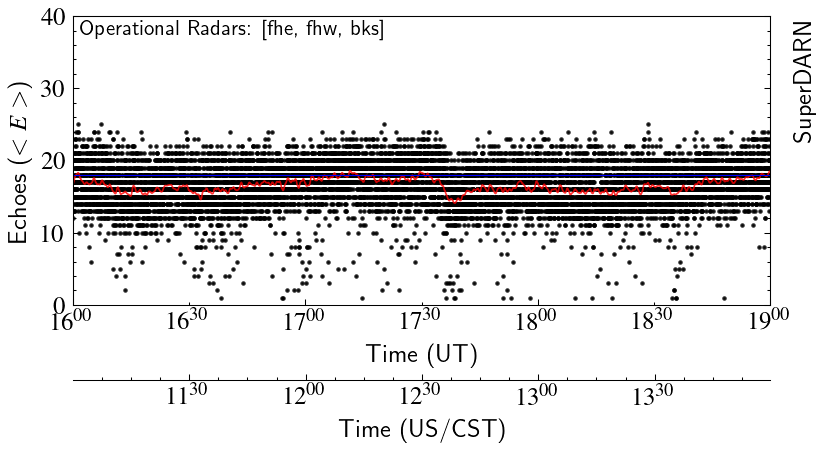 40
Operational Radars: [fhe, fhw, bks]
SuperDARN
30
20
10
0
Echoes (< E >)
16⁰⁰ 16³⁰ 17⁰⁰ 17³⁰ 18⁰⁰ 18³⁰ 19⁰⁰
Time (UT)
11³⁰ 12⁰⁰ 12³⁰ 13⁰⁰ 13³⁰
Time (US/CST)